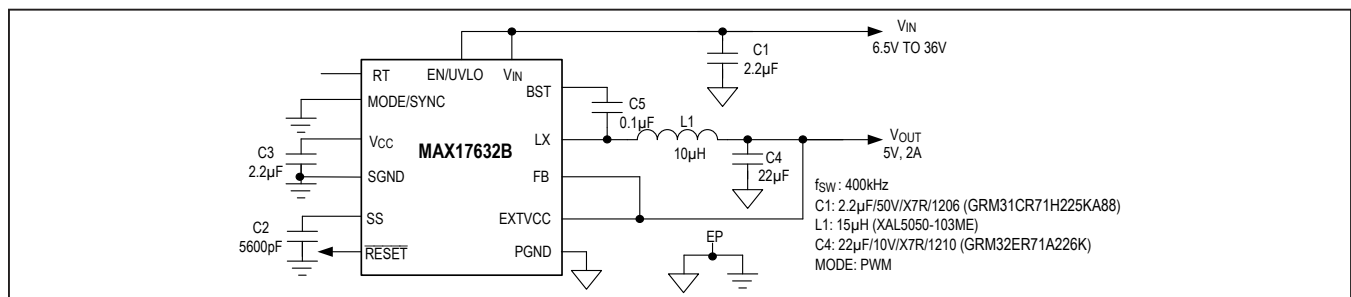 VIN
6.5V TO 36V
C1
2.2µF
RT
EN/UVLO
VIN
BST
MODE/SYNC
C5
0.1µF
L1
10µH
VCC
MAX17632B
LX
VOUT
5V, 2A
C3
2.2µF
C4
22µF
SGND
FB
SS
EXTVCC
C2
5600pF
RESET
PGND
EP
fSW : 400kHz
C1: 2.2µF/50V/X7R/1206 (GRM31CR71H225KA88)
L1: 15µH (XAL5050-103ME)
C4: 22µF/10V/X7R/1210 (GRM32ER71A226K)
MODE: PWM